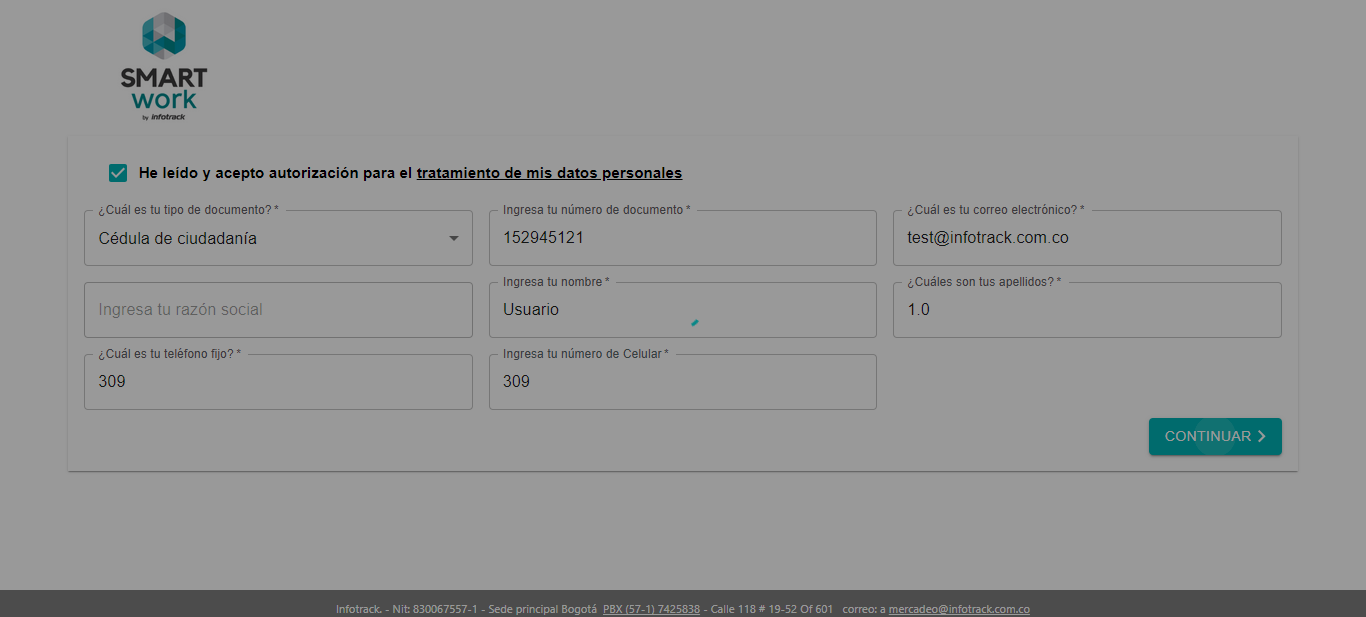 SMART
work
by infotrack
He leído y acepto autorización para el tratamiento de mis datos personales
¿Cuál es tu tipo de documento? *
Cédula de ciudadanía
Ingresa tu número de documento *
152945121
¿Cuál es tu correo electrónico? *
test@infotrack.com.co
Ingresa tu razón social
Ingresa tu nombre *
Usuario
¿Cuáles son tus apellidos? *
1.0
¿Cuál es tu teléfono fijo? *
309
Ingresa tu número de Celular *
309
CONTINUAR
Infotrack. - Nit: 830067557-1 - Sede principal Bogotá PBX (57-1) 7425838 - Calle 118 # 19-52 Of 601 correo: a mercadeo@infotrack.com.co